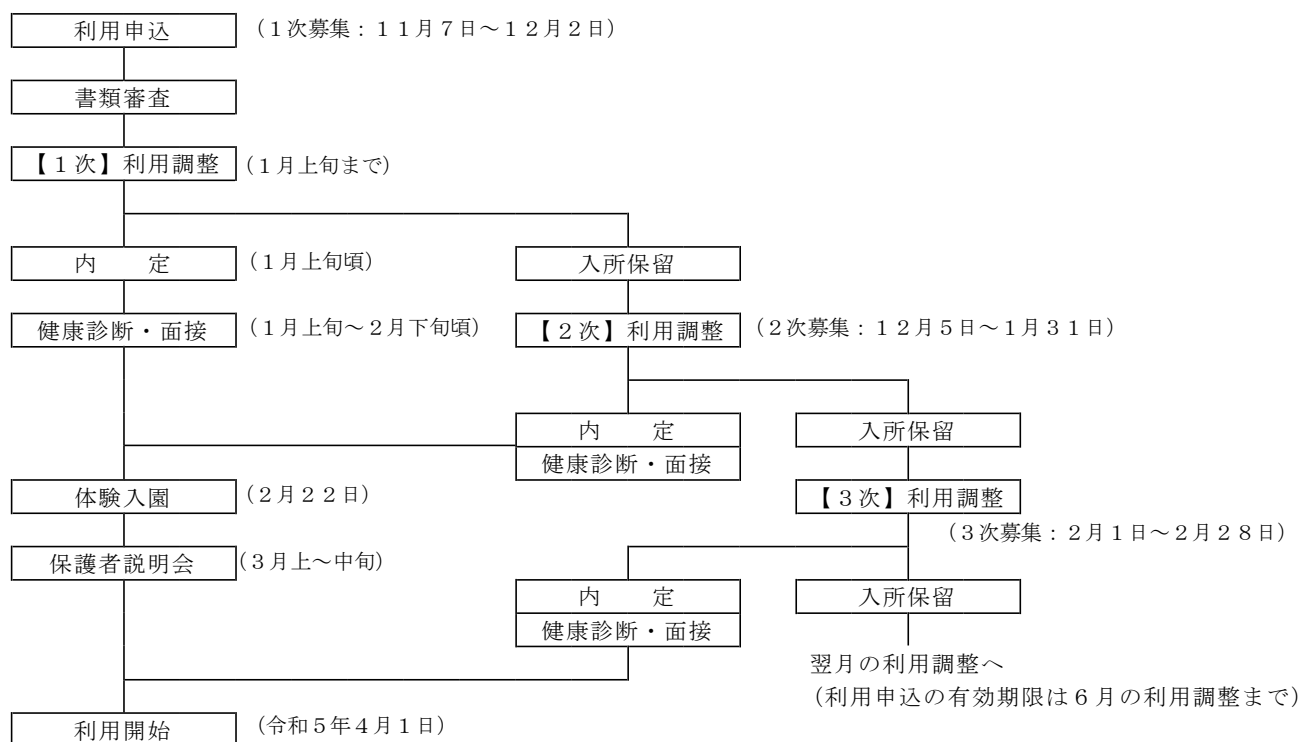 利用申込 （１次募集：１１月７日～１２月２日）
書類審査
【１次】利用調整 （１月上旬まで）
内　　定 （１月上旬頃） 入所保留
健康診断・面接 （１月上旬～２月下旬頃） 【２次】利用調整 （２次募集：１２月５日～１月３１日）
内　　定 入所保留
健康診断・面接
体験入園 （２月２２日） 【３次】利用調整
（３次募集：２月１日～２月２８日）
保護者説明会 （３月上～中旬）
内　　定 入所保留
健康診断・面接
翌月の利用調整へ
（利用申込の有効期限は６月の利用調整まで）
利用開始 （令和５年４月１日）